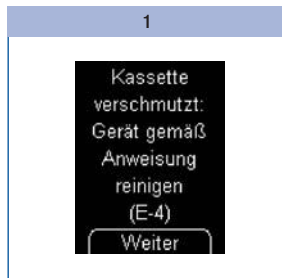 1
Kassette
verschmutzt:
Gerät gemäß
Anweisung
reinigen
(E-4)
Weiter